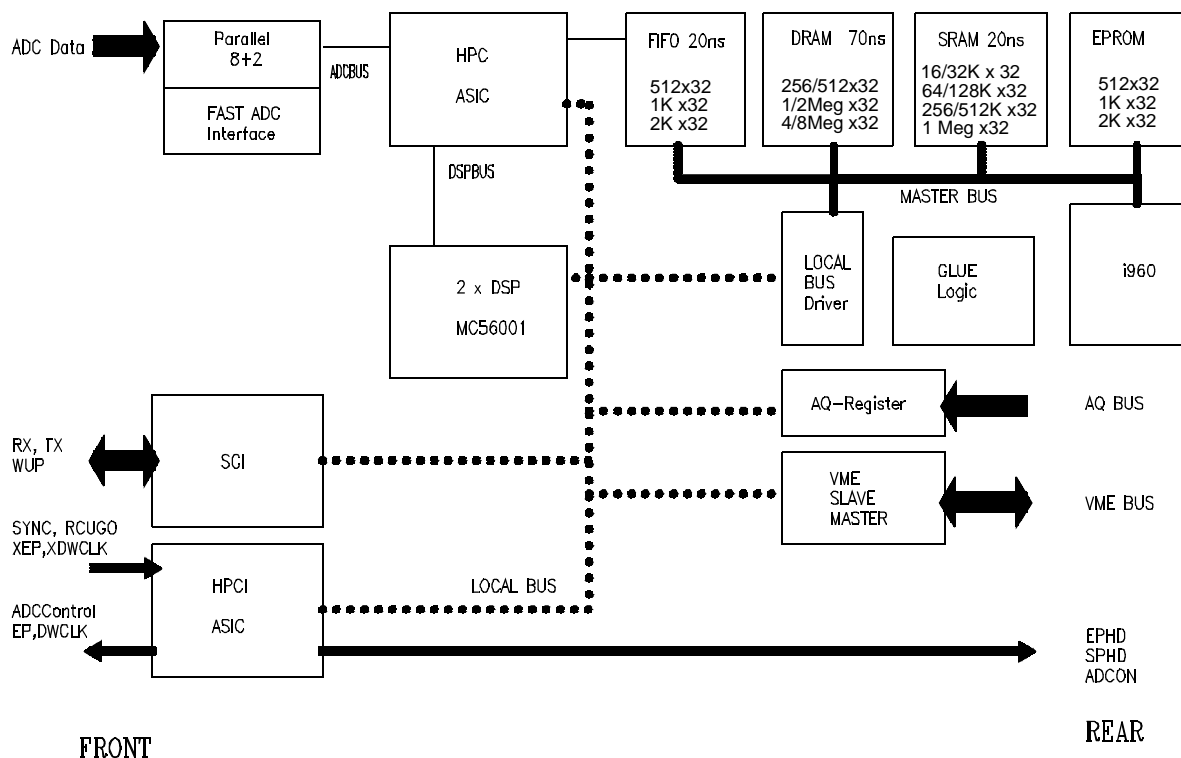 ADC Data
Parallel
8+2
FAST ADC
Interface
ADCBUS
HPC
ASIC
DSPBUS
FIFO 20ns
512x32
1K x32
2K x32
DRAM 70ns
256/512x32
1/2Meg x32
4/8Meg x32
SRAM 20ns
16/32K x 32
64/128K x32
256/512K x32
1 Meg x32
EPROM
512x32
1K x32
2K x32
MASTER BUS
2 x DSP
MC56001
LOCAL
BUS
Driver
GLUE
Logic
i960
AQ-Register
AQ BUS
RX, TX
WUP
SCI
VME
SLAVE
MASTER
VME BUS
SYNC, RCUGO
XEP,XDWCLK
HPCI
ASIC
LOCAL BUS
ADCControl
EP,DWCLK
EPHD
SPHD
ADCON
FRONT
REAR